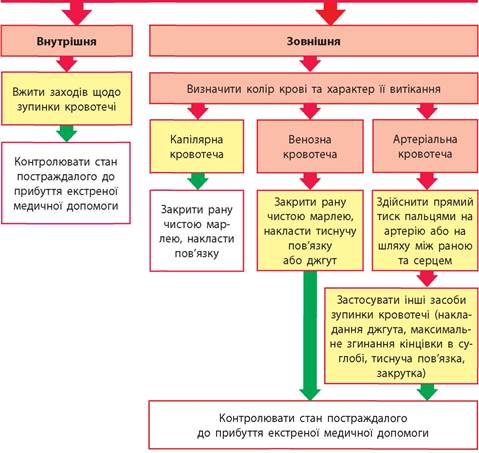 Внутрішня
Вжити заходів щодо
зупинки кровотечі
Контролювати стан
постраждалого до
прибуття екстреної
медичної допомоги
Зовнішня
Визначити колір крові та характер її витікання
Капілярна
кровотеча
Закрити рану
чистою мар-
лею, накласти
пов’язку
Венозна
кровотеча
Закрити рану
чистою марлею,
накласти тиснучу
пов’язку
або джгут
Артеріальна
кровотеча
Здійснити прямий
тиск пальцями на
артерію або на
шляху між раною
та серцем
Застосувати інші засоби
зупинки кровотечі (накла-
дання джгута, максималь-
не згинання кінцівки в су-
глобі, тиснуча пов’язка,
закрутка)
Контролювати стан постраждалого
до прибуття екстреної медичної допомоги